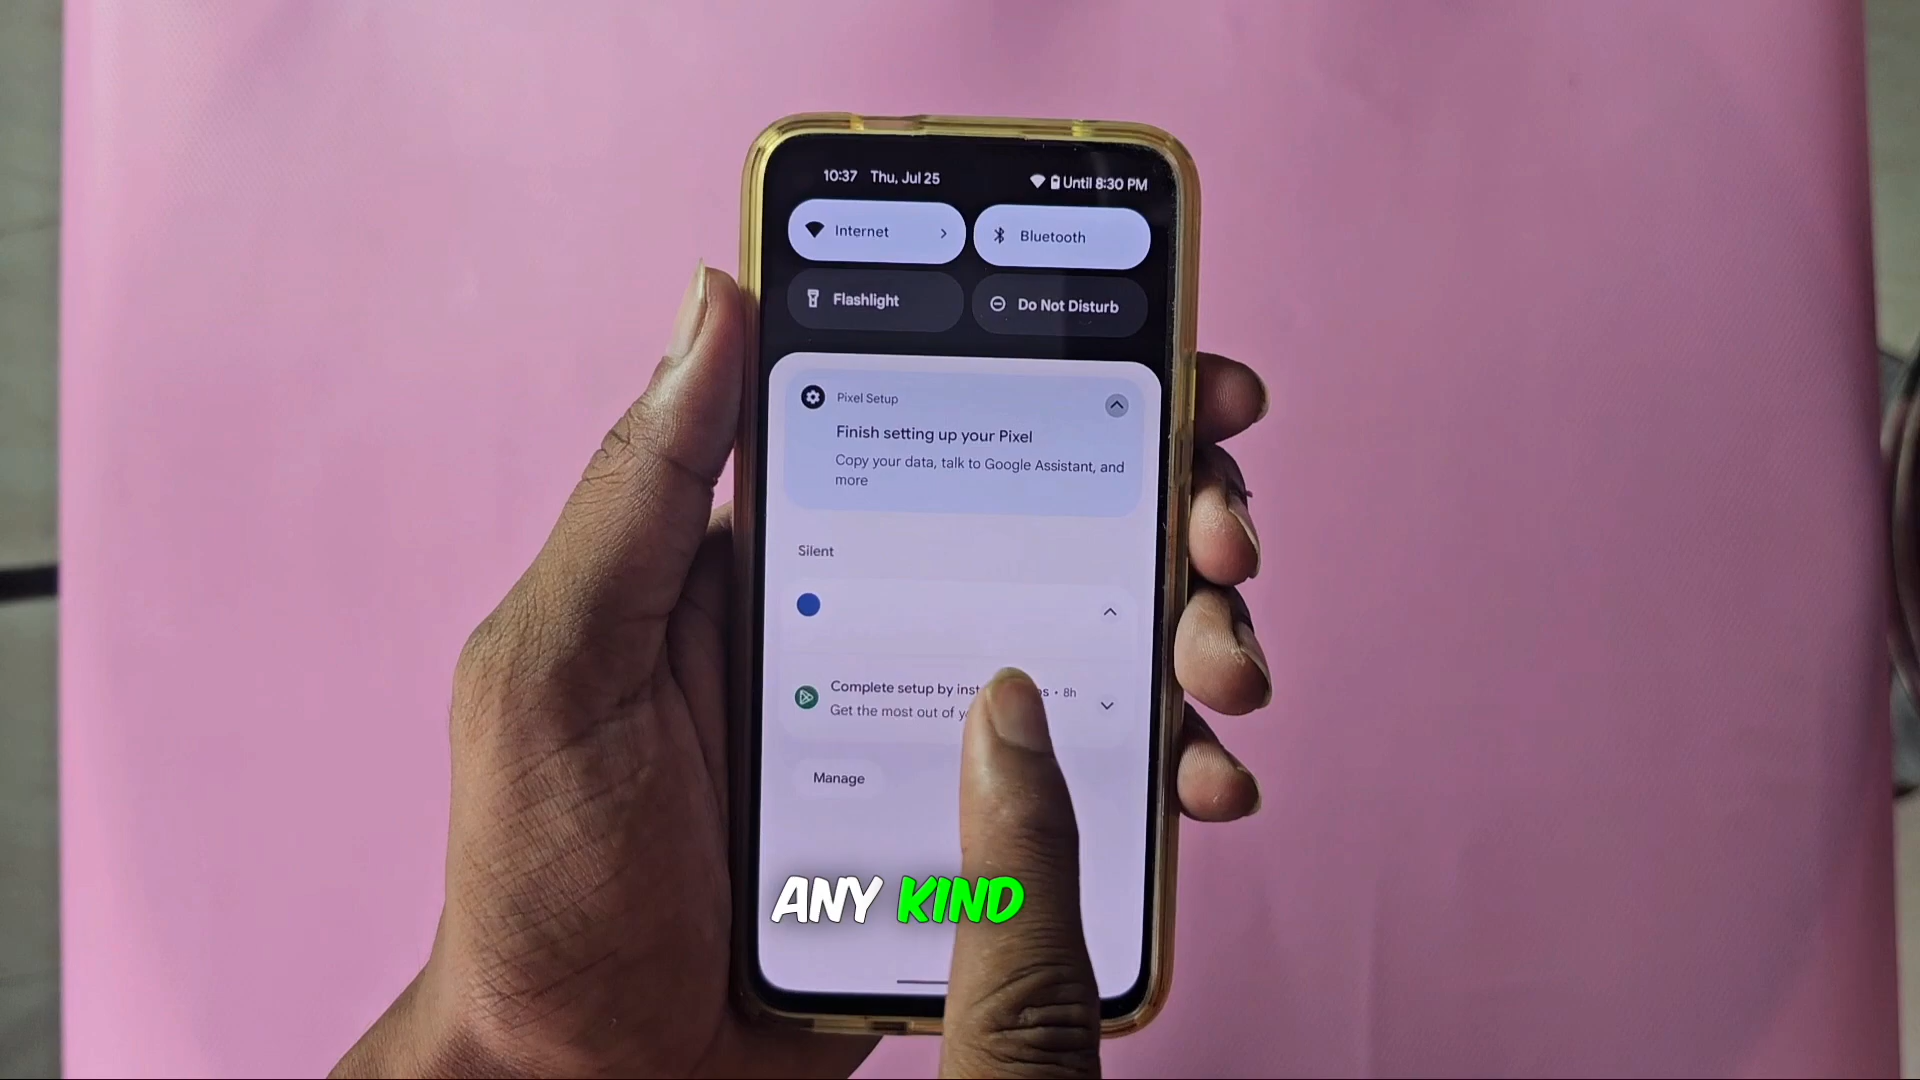 10:37 Thu, Jul 25
Until 8:30 PM
Internet
Bluetooth
Flashlight
Do Not Disturb
Pixel Setup
Finish setting up your Pixel
Copy your data, talk to Google Assistant, and
more
Silent
Complete setup by • 8h
Get the most out of
Manage
ANY KIND